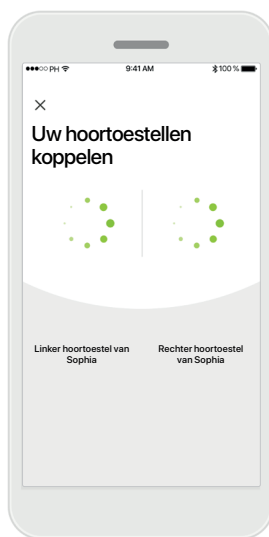 PH 9:41 AM 100 %
Uw hoortoestellen
koppelen
Linker hoortoestel van
Sophia
Rechter hoortoestel
van Sophia